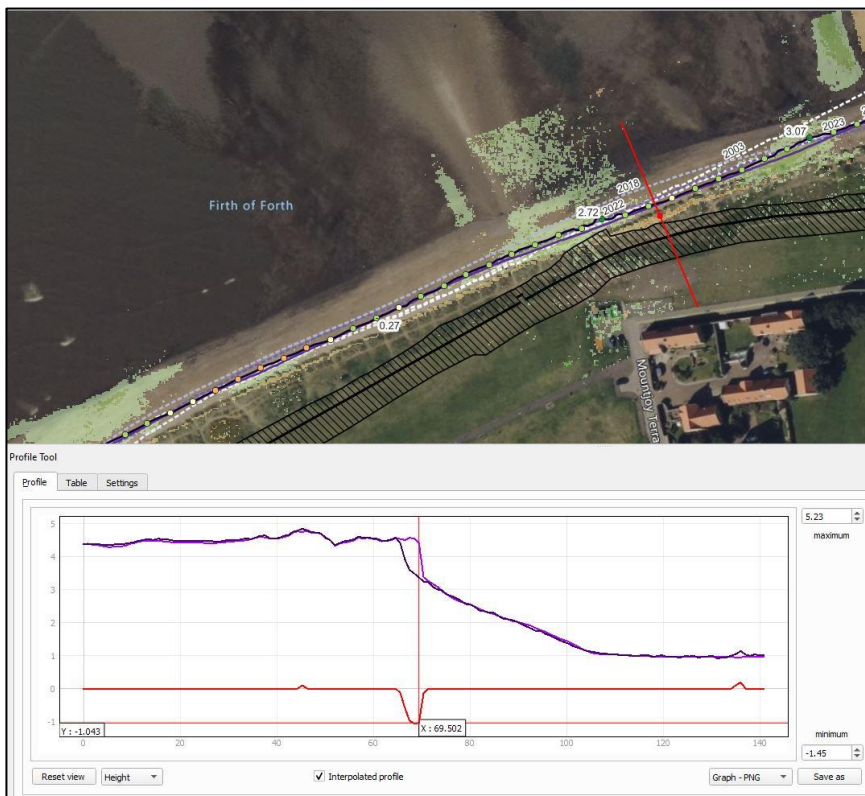 3.07
2023
2003
2018
Firth of Forth
2.72
2022
0.27
Mountjoy Terra
Profile Tool
Profile
Table
Settings
5
4
3
2
1
0
-1
0
20
40
60
80
100
120
140
Y : -1.043
X : 69.502
5.23
maximum
minimum
-1.45
Reset view
Height
Interpolated profile
Graph - PNG
Save as